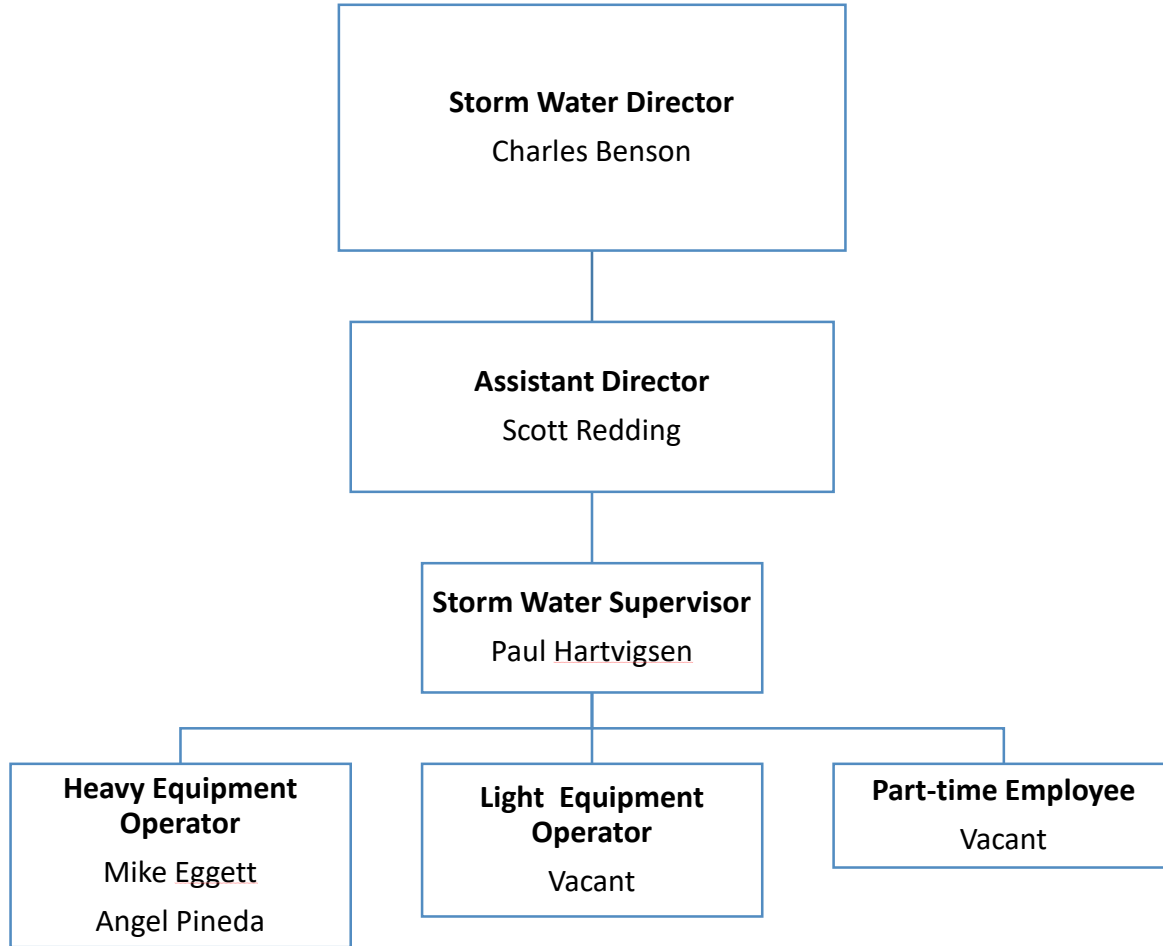 Storm Water Director
Charles Benson
Assistant Director
Scott Redding
Storm Water Supervisor
Paul Hartvigsen
Heavy Equipment
Operator
Mike Eggett
Angel Pineda
Light  Equipment
Operator
Vacant
Part-time Employee
Vacant